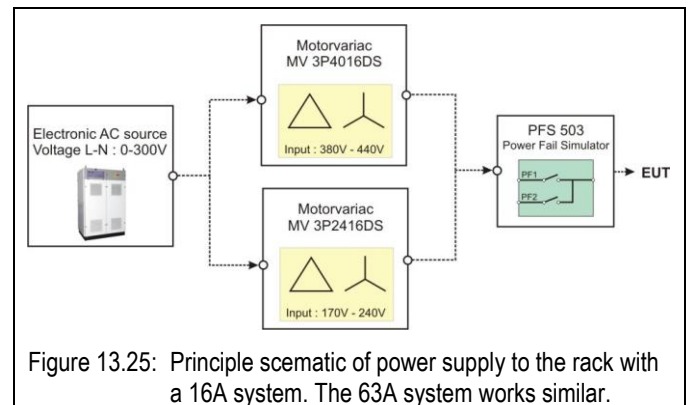 Motorvariac
MV 3P4016DS
Input : 380V - 440V
Electronic AC source
Voltage L-N : 0-300V
PFS 503
Power Fail Simulator
PF1
PF2
EUT
Motorvariac
MV 3P2416DS
Input : 170V - 240V
Figure 13.25: Principle scematic of power supply to the rack with
a 16A system. The 63A system works similar.